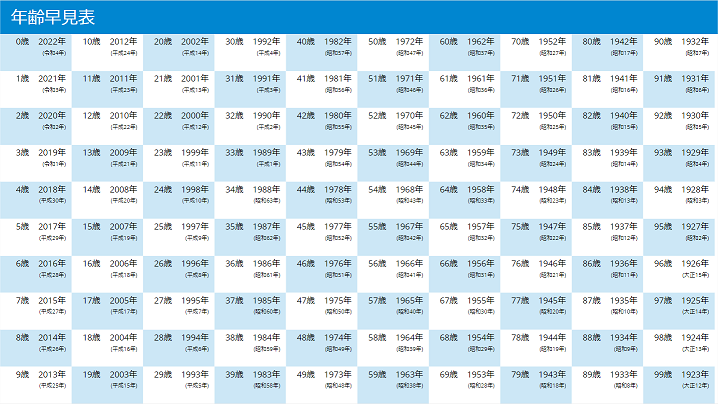 年齢早見表
0歳 2022年 10歳 2012年 20歳 2002年 30歳 1992年 40歳 1982年 50歳 1972年 60歳 1962年 70歳 1952年 80歳 1942年 90歳 1932年
(令和4年) (平成24年) (平成14年) (平成4年) (昭和57年) (昭和47年) (昭和37年) (昭和27年) (昭和17年) (昭和7年)
1歳 2021年 11歳 2011年 21歳 2001年 31歳 1991年 41歳 1981年 51歳 1971年 61歳 1961年 71歳 1951年 81歳 1941年 91歳 1931年
(令和3年) (平成23年) (平成13年) (平成3年) (昭和56年) (昭和46年) (昭和36年) (昭和26年) (昭和16年) (昭和6年)
2歳 2020年 12歳 2010年 22歳 2000年 32歳 1990年 42歳 1980年 52歳 1970年 62歳 1960年 72歳 1950年 82歳 1940年 92歳 1930年
(令和2年) (平成22年) (平成12年) (平成2年) (昭和55年) (昭和45年) (昭和35年) (昭和25年) (昭和15年) (昭和5年)
3歳 2019年 13歳 2009年 23歳 1999年 33歳 1989年 43歳 1979年 53歳 1969年 63歳 1959年 73歳 1949年 83歳 1939年 93歳 1929年
(令和1年) (平成21年) (平成11年) (平成1年) (昭和54年) (昭和44年) (昭和34年) (昭和24年) (昭和14年) (昭和4年)
4歳 2018年 14歳 2008年 24歳 1998年 34歳 1988年 44歳 1978年 54歳 1968年 64歳 1958年 74歳 1948年 84歳 1938年 94歳 1928年
(平成30年) (平成20年) (平成10年) (昭和63年) (昭和53年) (昭和43年) (昭和33年) (昭和23年) (昭和13年) (昭和3年)
5歳 2017年 15歳 2007年 25歳 1997年 35歳 1987年 45歳 1977年 55歳 1967年 65歳 1957年 75歳 1947年 85歳 1937年 95歳 1927年
(平成29年) (平成19年) (平成9年) (昭和62年) (昭和52年) (昭和42年) (昭和32年) (昭和22年) (昭和12年) (昭和2年)
6歳 2016年 16歳 2006年 26歳 1996年 36歳 1986年 46歳 1976年 56歳 1966年 66歳 1956年 76歳 1946年 86歳 1936年 96歳 1926年
(平成28年) (平成18年) (平成8年) (昭和61年) (昭和51年) (昭和41年) (昭和31年) (昭和21年) (昭和11年) (大正15年)
7歳 2015年 17歳 2005年 27歳 1995年 37歳 1985年 47歳 1975年 57歳 1965年 67歳 1955年 77歳 1945年 87歳 1935年 97歳 1925年
(平成27年) (平成17年) (平成7年) (昭和60年) (昭和50年) (昭和40年) (昭和30年) (昭和20年) (昭和10年) (大正14年)
8歳 2014年 18歳 2004年 28歳 1994年 38歳 1984年 48歳 1974年 58歳 1964年 68歳 1954年 78歳 1944年 88歳 1934年 98歳 1924年
(平成26年) (平成16年) (平成6年) (昭和59年) (昭和49年) (昭和39年) (昭和29年) (昭和19年) (昭和9年) (大正13年)
9歳 2013年 19歳 2003年 29歳 1993年 39歳 1983年 49歳 1973年 59歳 1963年 69歳 1953年 79歳 1943年 89歳 1933年 99歳 1923年
(平成25年) (平成15年) (平成5年) (昭和58年) (昭和48年) (昭和38年) (昭和28年) (昭和18年) (昭和8年) (大正12年)